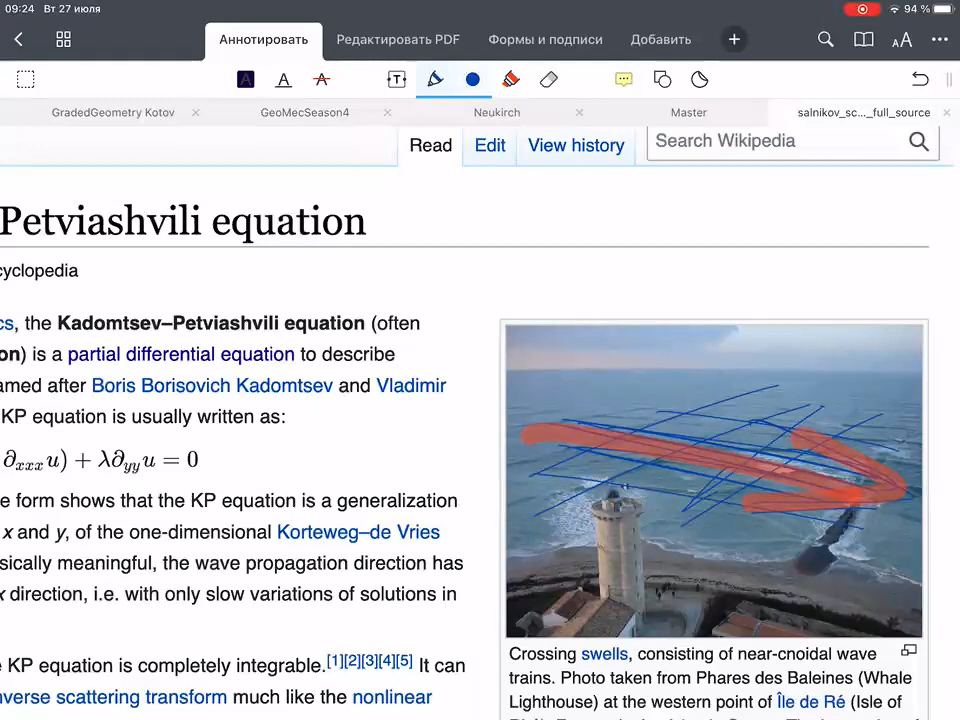 09:24 Вт 27 июля 94 %
Аннотировать Редактировать PDF Формы и подписи Добавить
GradedGeometry Kotov GeoMecSeason4 Neukirch Master salnikov_sc..._full_source
Read Edit View history Search Wikipedia
Petviashvili equation
cyclopedia
cs, the Kadomtsev–Petviashvili equation (often
on) is a partial differential equation to describe
amed after Boris Borisovich Kadomtsev and Vladimir
KP equation is usually written as:
∂xxxu) + λ∂yyu = 0
e form shows that the KP equation is a generalization
x and y, of the one-dimensional Korteweg–de Vries
sically meaningful, the wave propagation direction has
x direction, i.e. with only slow variations of solutions in
e KP equation is completely integrable.[1][2][3][4][5] It can
nverse scattering transform much like the nonlinear
Crossing swells, consisting of near-cnoidal wave
trains. Photo taken from Phares des Baleines (Whale
Lighthouse) at the western point of Île de Ré (Isle of